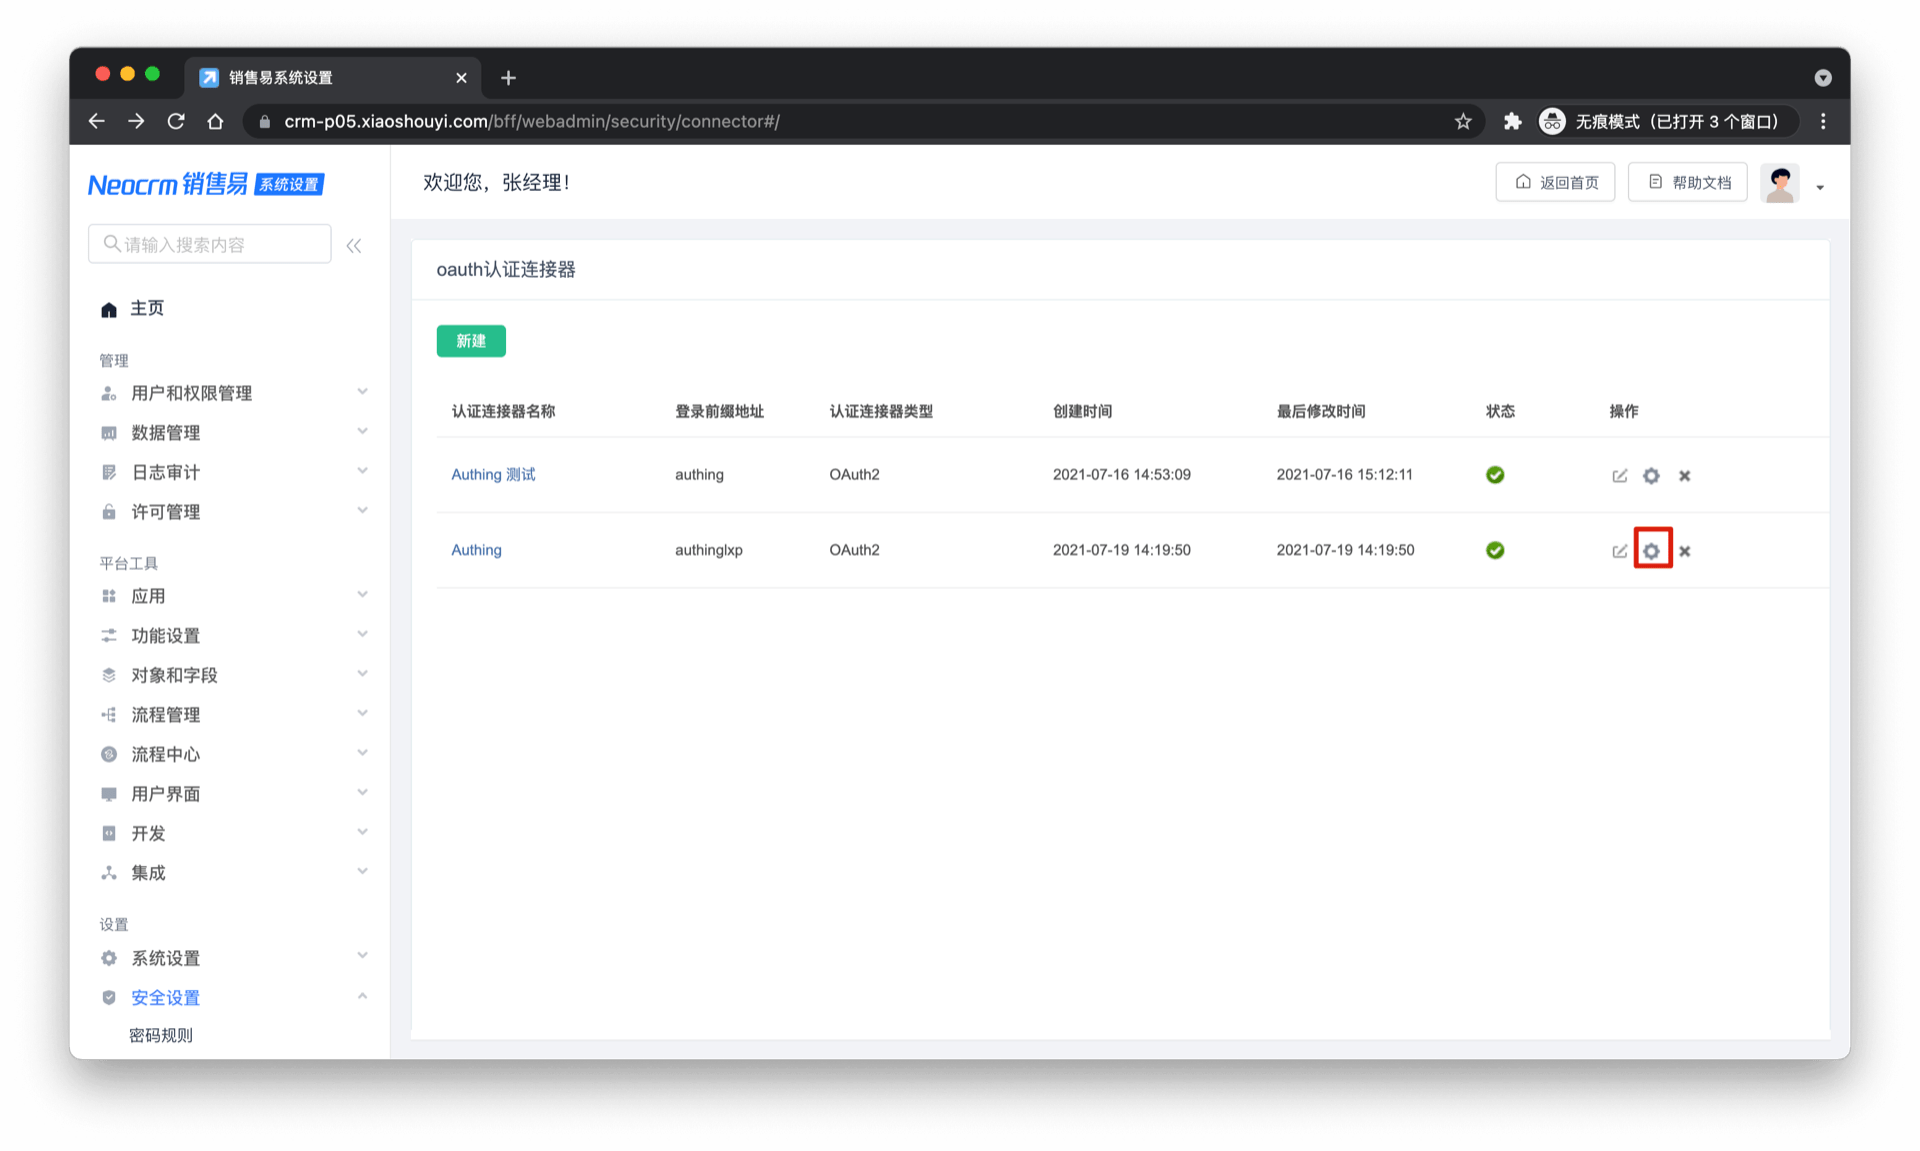 销售易系统设置
crm-p05.xiaoshouyi.com/bff/webadmin/security/connector#/
无痕模式（已打开 3 个窗口）
Neocrm 销售易 系统设置
欢迎您，张经理！
返回首页
帮助文档
请输入搜索内容
主页
管理
用户和权限管理
数据管理
日志审计
许可管理
平台工具
应用
功能设置
对象和字段
流程管理
流程中心
用户界面
开发
集成
设置
系统设置
安全设置
密码规则
oauth认证连接器
新建
认证连接器名称 登录前缀地址 认证连接器类型 创建时间 最后修改时间 状态 操作
Authing 测试 authing OAuth2 2021-07-16 14:53:09 2021-07-16 15:12:11
Authing authinglxp OAuth2 2021-07-19 14:19:50 2021-07-19 14:19:50